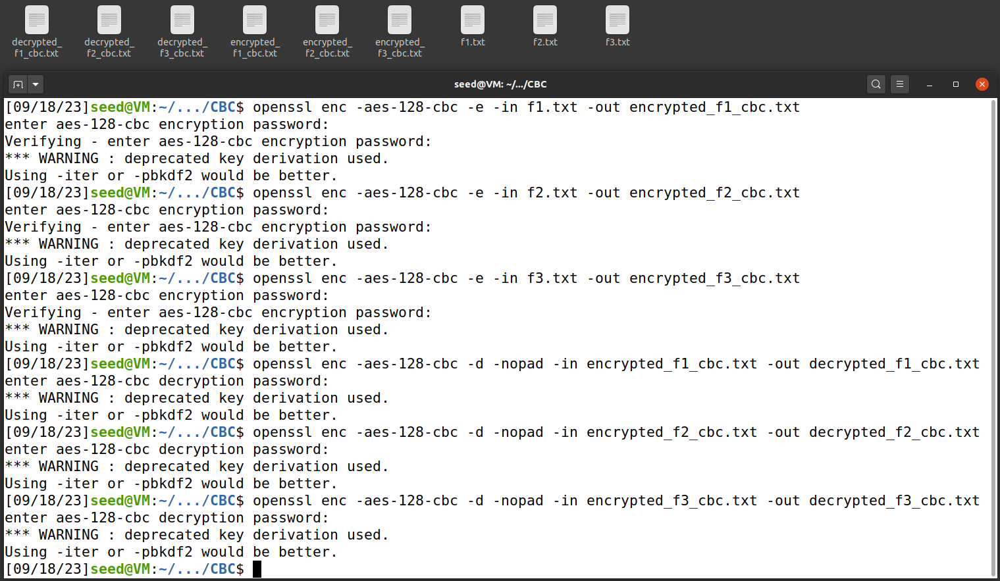 decrypted_
f1_cbc.txt
decrypted_
f2_cbc.txt
decrypted_
f3_cbc.txt
encrypted_
f1_cbc.txt
encrypted_
f2_cbc.txt
encrypted_
f3_cbc.txt
f1.txt
f2.txt
f3.txt
seed@VM: ~/.../CBC
[09/18/23]seed@VM:~/.../CBC$ openssl enc -aes-128-cbc -e -in f1.txt -out encrypted_f1_cbc.txt
enter aes-128-cbc encryption password:
Verifying - enter aes-128-cbc encryption password:
*** WARNING : deprecated key derivation used.
Using -iter or -pbkdf2 would be better.
[09/18/23]seed@VM:~/.../CBC$ openssl enc -aes-128-cbc -e -in f2.txt -out encrypted_f2_cbc.txt
enter aes-128-cbc encryption password:
Verifying - enter aes-128-cbc encryption password:
*** WARNING : deprecated key derivation used.
Using -iter or -pbkdf2 would be better.
[09/18/23]seed@VM:~/.../CBC$ openssl enc -aes-128-cbc -e -in f3.txt -out encrypted_f3_cbc.txt
enter aes-128-cbc encryption password:
Verifying - enter aes-128-cbc encryption password:
*** WARNING : deprecated key derivation used.
Using -iter or -pbkdf2 would be better.
[09/18/23]seed@VM:~/.../CBC$ openssl enc -aes-128-cbc -d -nopad -in encrypted_f1_cbc.txt -out decrypted_f1_cbc.txt
enter aes-128-cbc decryption password:
*** WARNING : deprecated key derivation used.
Using -iter or -pbkdf2 would be better.
[09/18/23]seed@VM:~/.../CBC$ openssl enc -aes-128-cbc -d -nopad -in encrypted_f2_cbc.txt -out decrypted_f2_cbc.txt
enter aes-128-cbc decryption password:
*** WARNING : deprecated key derivation used.
Using -iter or -pbkdf2 would be better.
[09/18/23]seed@VM:~/.../CBC$ openssl enc -aes-128-cbc -d -nopad -in encrypted_f3_cbc.txt -out decrypted_f3_cbc.txt
enter aes-128-cbc decryption password:
*** WARNING : deprecated key derivation used.
Using -iter or -pbkdf2 would be better.
[09/18/23]seed@VM:~/.../CBC$